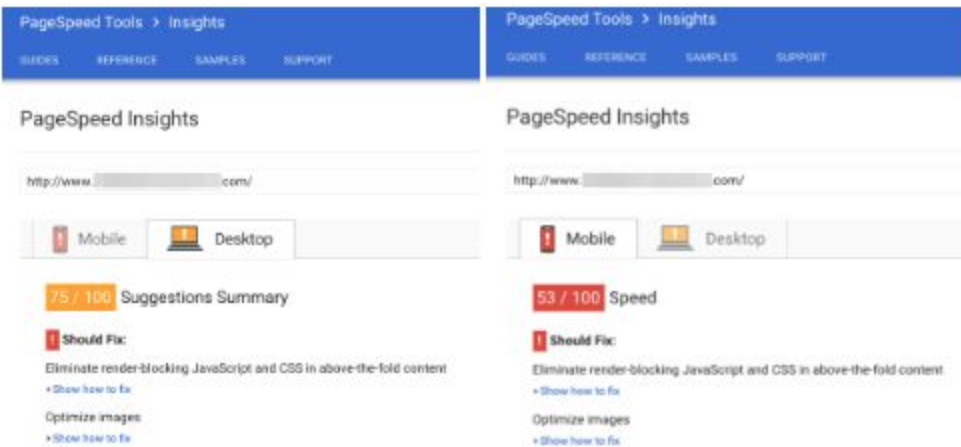 PageSpeed Tools > Insights
GUIDES REFERENCE SAMPLES SUPPORT
PageSpeed Insights
http://www. com/
Mobile Desktop
75 / 100 Suggestions Summary
! Should Fix:
Eliminate render-blocking JavaScript and CSS in above-the-fold content
Show how to fix
Optimize images
Show how to fix
PageSpeed Tools > Insights
GUIDES REFERENCE SAMPLES SUPPORT
PageSpeed Insights
http://www. com/
Mobile Desktop
53 / 100 Speed
! Should Fix:
Eliminate render-blocking JavaScript and CSS in above-the-fold content
Show how to fix
Optimize images
Show how to fix